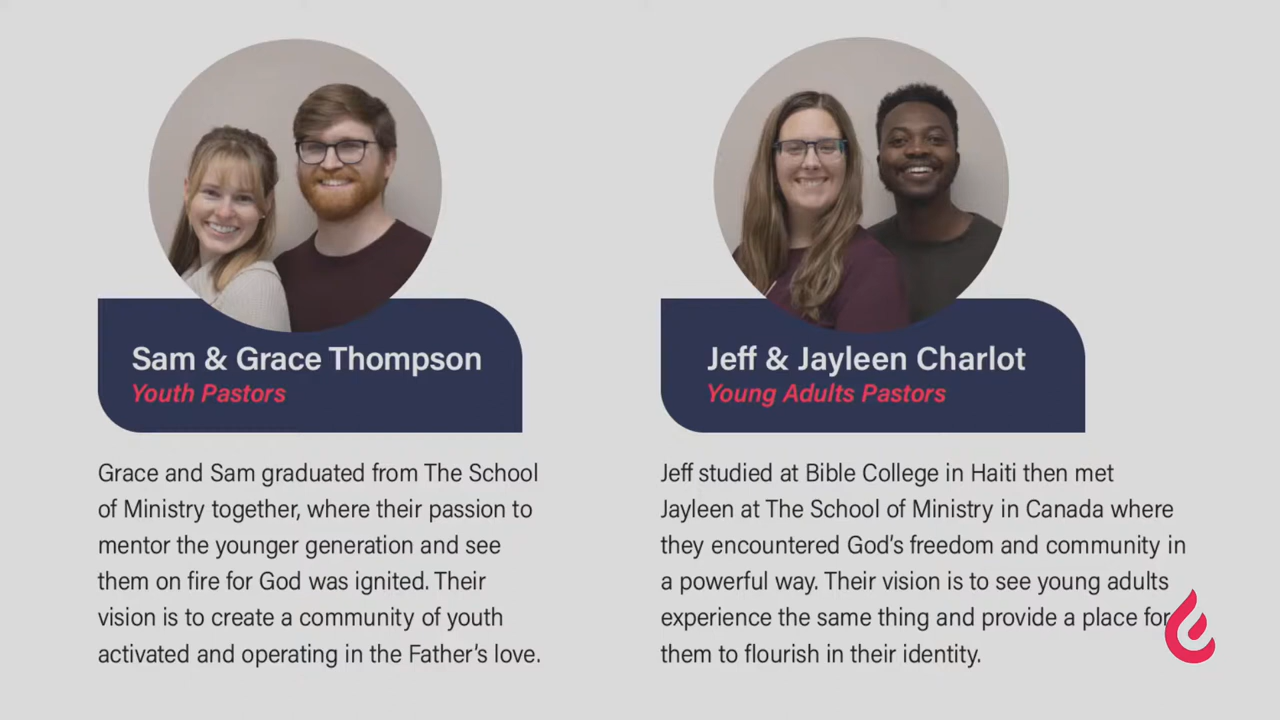 Sam & Grace Thompson
Youth Pastors
Grace and Sam graduated from The School
of Ministry together, where their passion to
mentor the younger generation and see
them on fire for God was ignited. Their
vision is to create a community of youth
activated and operating in the Father's love.
Jeff & Jayleen Charlot
Young Adults Pastors
Jeff studied at Bible College in Haiti then met
Jayleen at The School of Ministry in Canada where
they encountered God's freedom and community in
a powerful way. Their vision is to see young adults
experience the same thing and provide a place for
them to flourish in their identity.